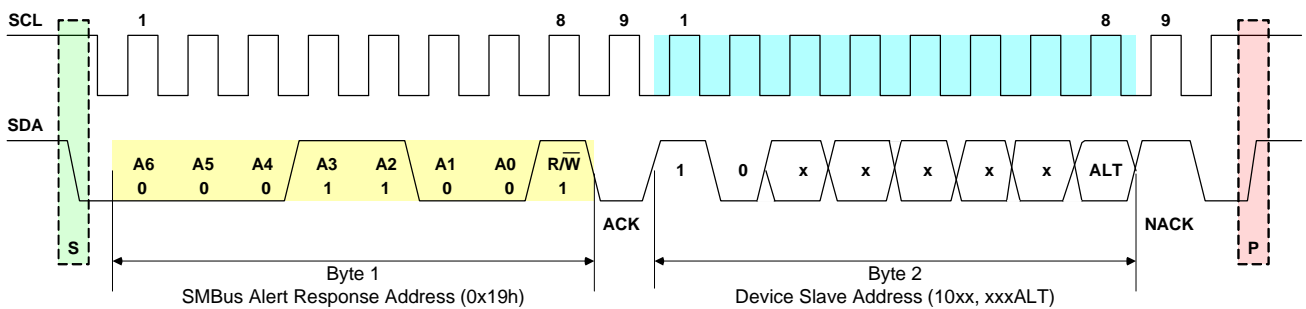 SCL 1 8 9 1 8 9
SDA
A6 A5 A4 A3 A2 A1 A0 R/W̅ 1 0 x x x x x ALT
0 0 0 1 1 0 0 1
ACK NACK
S P
Byte 1 Byte 2
SMBus Alert Response Address (0x19h) Device Slave Address (10xx, xxxALT)